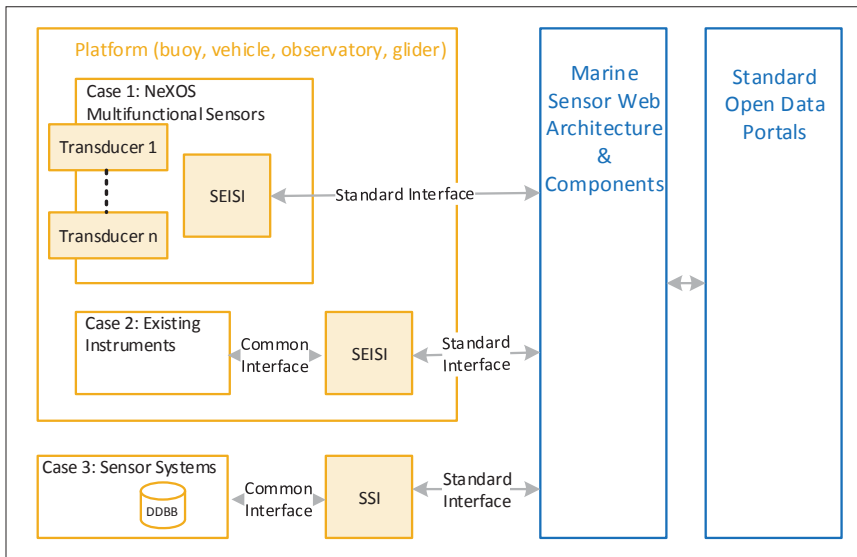 Platform (buoy, vehicle, observatory, glider)
Case 1: NeXOS
Multifunctional Sensors
Transducer 1
SEISI
Transducer n
Standard Interface
Case 2: Existing
Instruments
Common
Interface
SEISI
Standard
Interface
Case 3: Sensor Systems
DDBB
Common
Interface
SSI
Standard
Interface
Marine
Sensor Web
Architecture
&
Components
Standard
Open Data
Portals